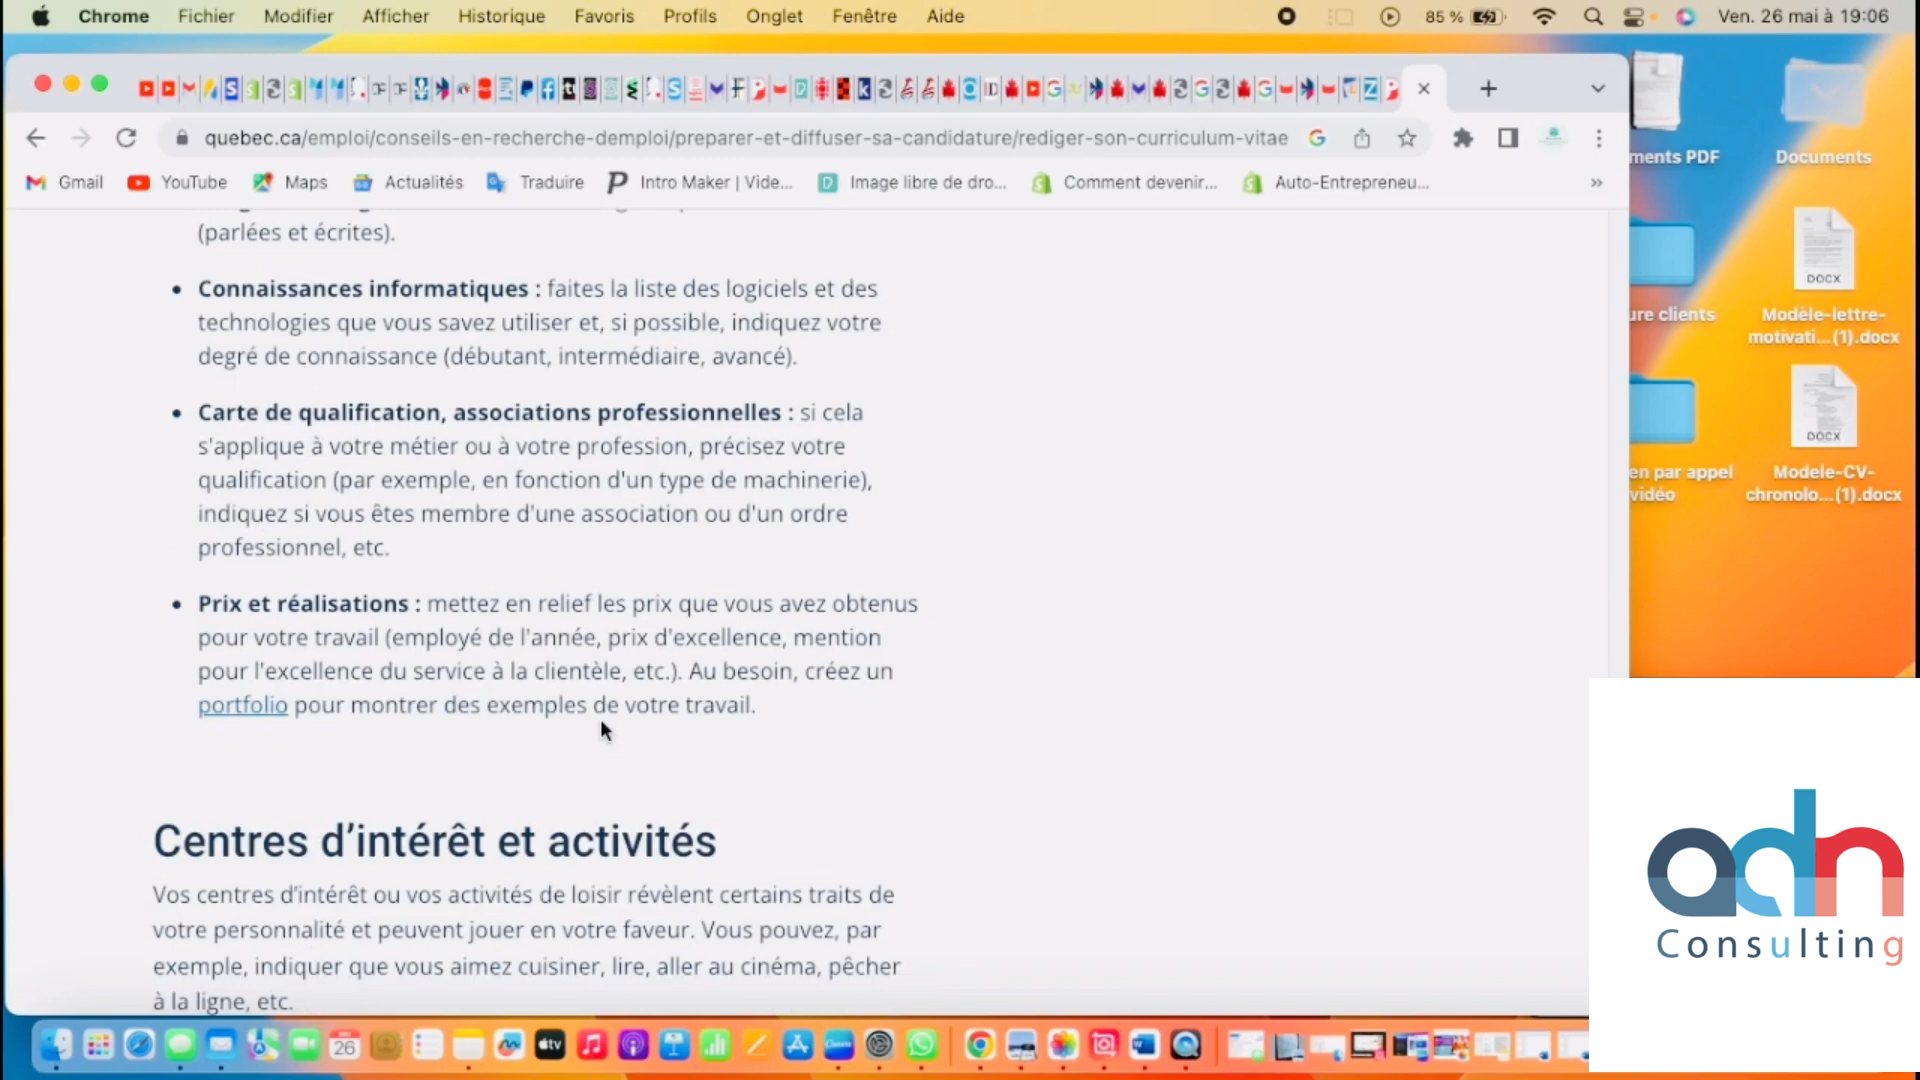 Chrome Fichier Modifier Afficher Historique Favoris Profils Onglet Fenêtre Aide 85 % Ven. 26 mai à 19:06
quebec.ca/emploi/conseils-en-recherche-demploi/preparer-et-diffuser-sa-candidature/rediger-son-curriculum-vitae
Gmail YouTube Maps Actualités Traduire Intro Maker | Vide... Image libre de dro... Comment devenir... Auto-Entrepreneu... »
(parlées et écrites).
• Connaissances informatiques : faites la liste des logiciels et des
technologies que vous savez utiliser et, si possible, indiquez votre
degré de connaissance (débutant, intermédiaire, avancé).
• Carte de qualification, associations professionnelles : si cela
s'applique à votre métier ou à votre profession, précisez votre
qualification (par exemple, en fonction d'un type de machinerie),
indiquez si vous êtes membre d'une association ou d'un ordre
professionnel, etc.
• Prix et réalisations : mettez en relief les prix que vous avez obtenus
pour votre travail (employé de l'année, prix d'excellence, mention
pour l'excellence du service à la clientèle, etc.). Au besoin, créez un
portfolio pour montrer des exemples de votre travail.
Centres d’intérêt et activités
Vos centres d’intérêt ou vos activités de loisir révèlent certains traits de
votre personnalité et peuvent jouer en votre faveur. Vous pouvez, par
exemple, indiquer que vous aimez cuisiner, lire, aller au cinéma, pêcher
à la ligne, etc.
ments PDF
Documents
DOCX
ure clients
Modèle-lettre-
motivati...(1).docx
DOCX
en par appel
vidéo
Modele-CV-
chronolo...(1).docx
adn
Consulting
26
tv